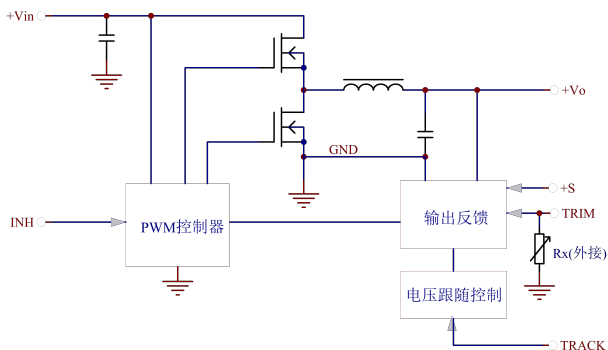 +Vin
+Vo
GND
+S
INH
PWM控制器
输出反馈
TRIM
Rx(外接)
电压跟随控制
TRACK